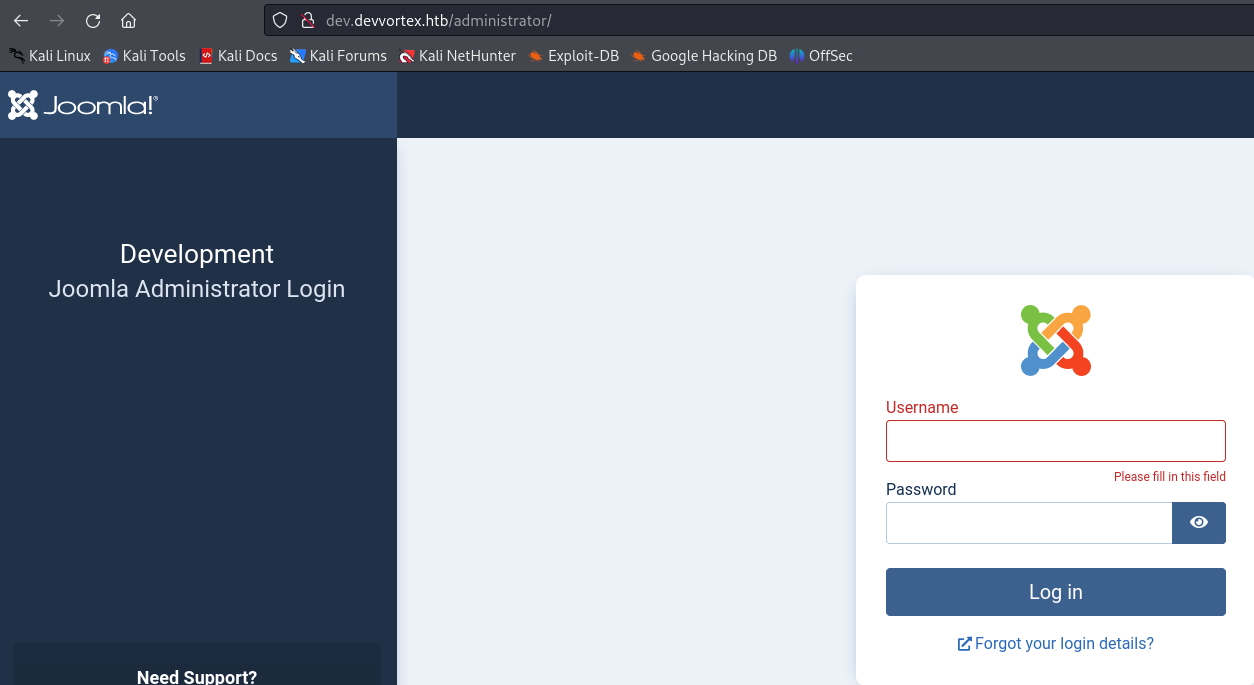 dev.devvortex.htb/administrator/
Kali Linux Kali Tools Kali Docs Kali Forums Kali NetHunter Exploit-DB Google Hacking DB OffSec
Joomla!®
Development
Joomla Administrator Login
Username
Please fill in this field
Password
Log in
Forgot your login details?
Need Support?